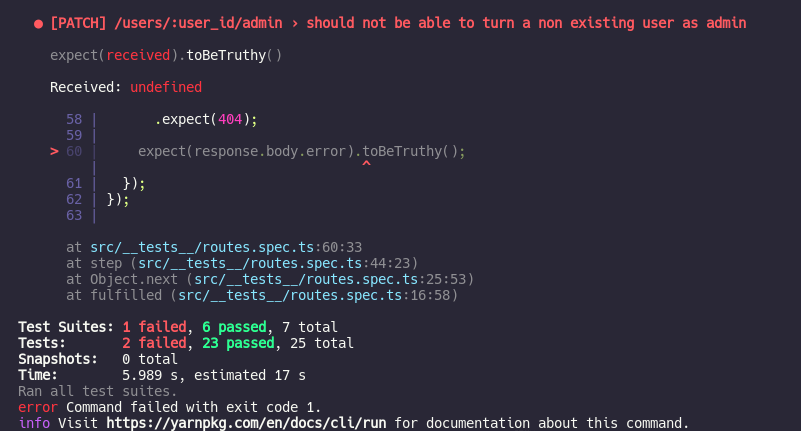 ● [PATCH] /users/:user_id/admin › should not be able to turn a non existing user as admin
expect(received).toBeTruthy()
Received: undefined
58 |       .expect(404);
59 |
> 60 |     expect(response.body.error).toBeTruthy();
|                                 ^
61 |   });
62 | });
63 |
at src/__tests__/routes.spec.ts:60:33
at step (src/__tests__/routes.spec.ts:44:23)
at Object.next (src/__tests__/routes.spec.ts:25:53)
at fulfilled (src/__tests__/routes.spec.ts:16:58)
Test Suites: 1 failed, 6 passed, 7 total
Tests:       2 failed, 23 passed, 25 total
Snapshots:   0 total
Time:        5.989 s, estimated 17 s
Ran all test suites.
error Command failed with exit code 1.
info Visit https://yarnpkg.com/en/docs/cli/run for documentation about this command.